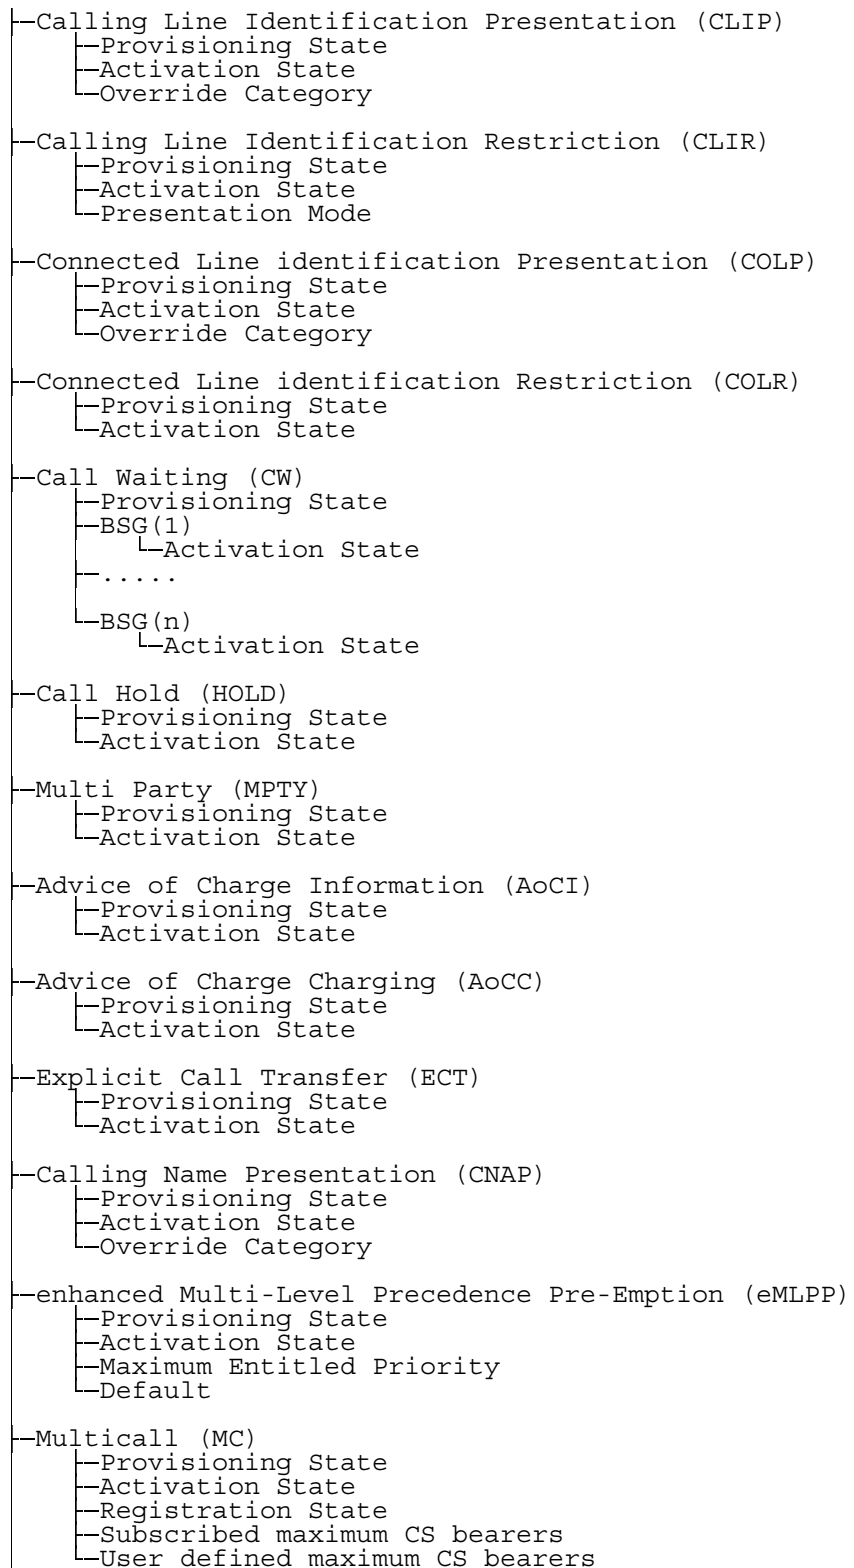 Calling Line Identification Presentation (CLIP)
Provisioning State
Activation State
Override Category
Calling Line Identification Restriction (CLIR)
Provisioning State
Activation State
Presentation Mode
Connected Line identification Presentation (COLP)
Provisioning State
Activation State
Override Category
Connected Line identification Restriction (COLR)
Provisioning State
Activation State
Call Waiting (CW)
Provisioning State
BSG(1)
Activation State
.....
BSG(n)
Activation State
Call Hold (HOLD)
Provisioning State
Activation State
Multi Party (MPTY)
Provisioning State
Activation State
Advice of Charge Information (AoCI)
Provisioning State
Activation State
Advice of Charge Charging (AoCC)
Provisioning State
Activation State
Explicit Call Transfer (ECT)
Provisioning State
Activation State
Calling Name Presentation (CNAP)
Provisioning State
Activation State
Override Category
enhanced Multi-Level Precedence Pre-Emption (eMLPP)
Provisioning State
Activation State
Maximum Entitled Priority
Default
Multicall (MC)
Provisioning State
Activation State
Registration State
Subscribed maximum CS bearers
User defined maximum CS bearers